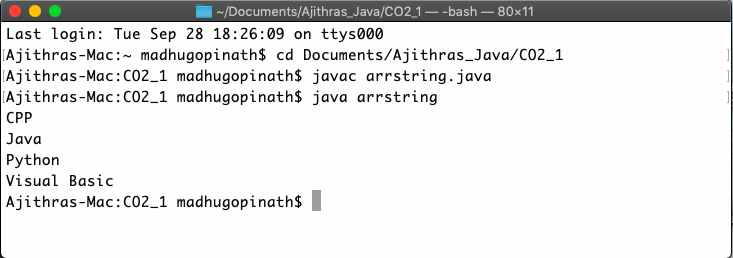 ~/Documents/Ajithras_Java/CO2_1 — -bash — 80×11
Last login: Tue Sep 28 18:26:09 on ttys000
[Ajithras-Mac:~ madhugopinath$ cd Documents/Ajithras_Java/CO2_1 ]
[Ajithras-Mac:CO2_1 madhugopinath$ javac arrstring.java ]
[Ajithras-Mac:CO2_1 madhugopinath$ java arrstring ]
CPP
Java
Python
Visual Basic
Ajithras-Mac:CO2_1 madhugopinath$